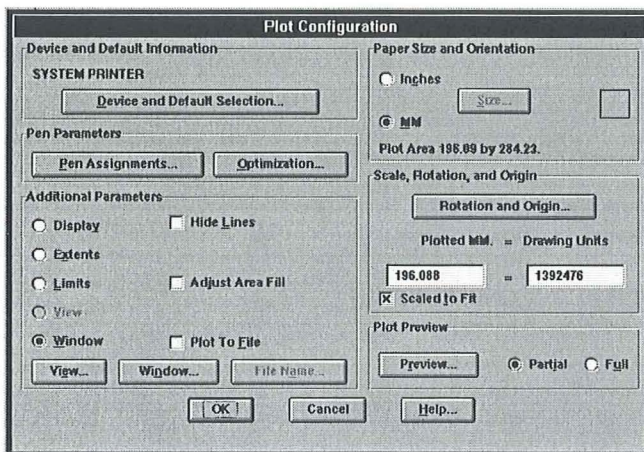 Plot Configuration
Device and Default Information
SYSTEM PRINTER
Device and Default Selection...
Pen Parameters
Pen Assignments...
Optimization...
Additional Parameters
Display
Hide Lines
Extents
Limits
Adjust Area Fill
View
Window
Plot To File
View...
Window...
File Name...
Paper Size and Orientation
Inches
Size...
MM
Plot Area 196.09 by 284.23.
Scale, Rotation, and Origin
Rotation and Origin...
Plotted MM. = Drawing Units
196.088 = 1392476
Scaled to Fit
Plot Preview
Preview...
Partial
Full
OK
Cancel
Help...